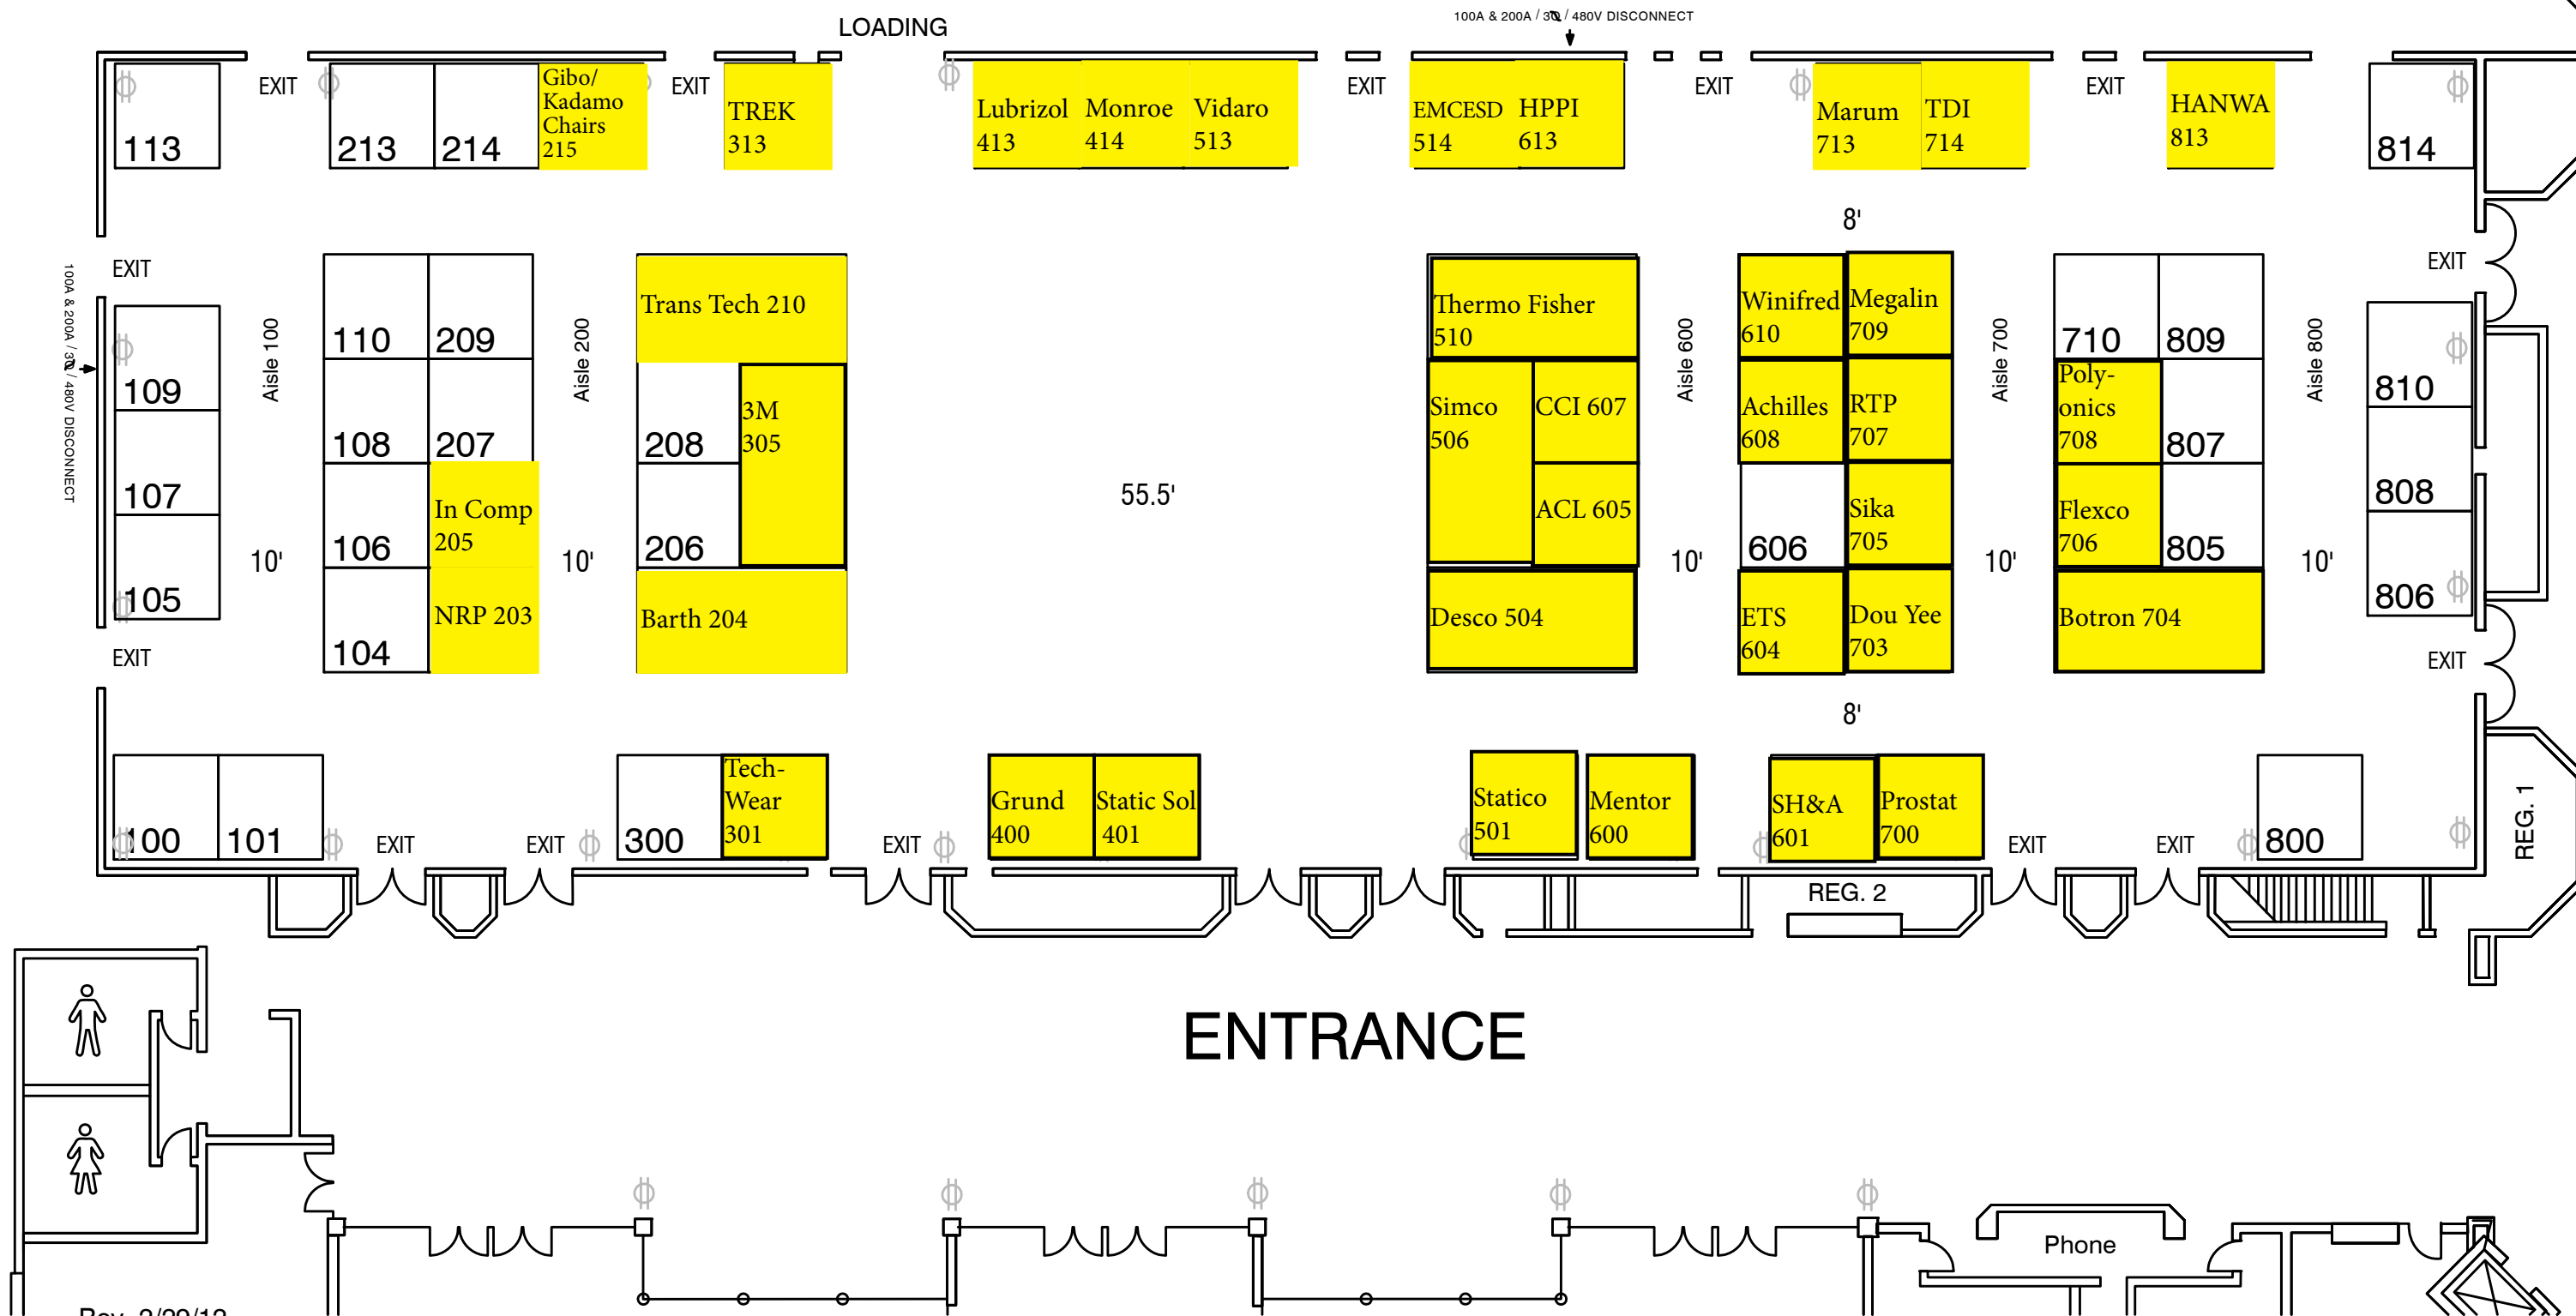 LOADING
100A & 200A / 3Ø / 480V DISCONNECT
113
EXIT
213
214
Gibo/
Kadamo
Chairs
215
EXIT
TREK
313
Lubrizol
413
Monroe
414
Vidaro
513
EXIT
EMCESD
514
HPPI
613
EXIT
Marum
713
TDI
714
EXIT
HANWA
813
814
8'
EXIT
100A & 200A / 3Ø / 480V DISCONNECT
109
107
105
EXIT
Aisle 100
10'
110
209
108
207
106
In Comp
205
104
NRP 203
Aisle 200
10'
Trans Tech 210
208
3M
305
206
Barth 204
55.5'
Thermo Fisher
510
Simco
506
CCI 607
ACL 605
Desco 504
Aisle 600
10'
Winifred
610
Megalin
709
Achilles
608
RTP
707
606
Sika
705
ETS
604
Dou Yee
703
Aisle 700
10'
710
809
Poly-
onics
708
807
Flexco
706
805
Botron 704
Aisle 800
10'
EXIT
810
808
806
EXIT
8'
100
101
EXIT
EXIT
300
Tech-
Wear
301
EXIT
Grund
400
Static Sol
401
Statico
501
Mentor
600
SH&A
601
Prostat
700
EXIT
EXIT
800
REG. 1
REG. 2
ENTRANCE
Phone